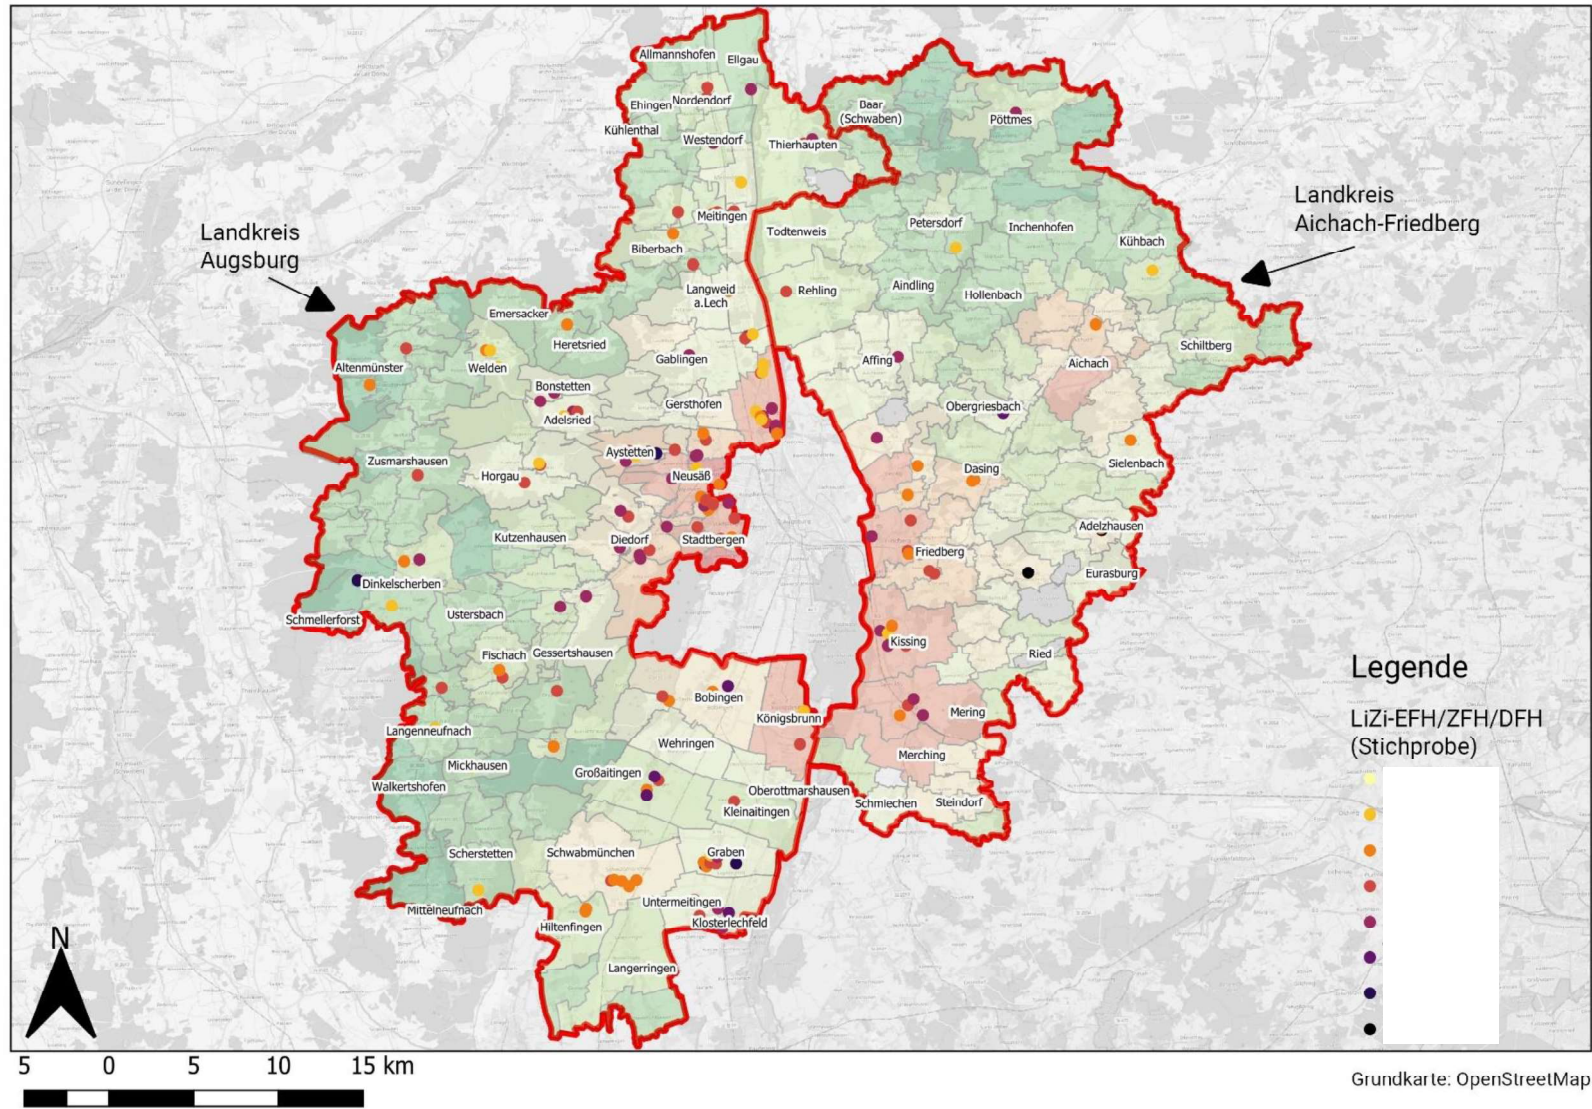 Allmannshofen
Ellgau
Ehingen
Nordendorf
Kühlenthal
Westendorf
Thierhaupten
Baar
(Schwaben)
Pöttmes
Landkreis
Augsburg
Landkreis
Aichach-Friedberg
Meitingen
Biberbach
Todtenweis
Petersdorf
Inchenhofen
Kühbach
Langweid
a.Lech
Rehling
Aindling
Hollenbach
Emersacker
Heretsried
Altenmünster
Welden
Gablingen
Affing
Aichach
Schiltberg
Bonstetten
Adelsried
Gersthofen
Obergriesbach
Zusmarshausen
Horgau
Aystetten
Neusäß
Dasing
Sielenbach
Kutzenhausen
Diedorf
Stadtbergen
Augsburg
Friedberg
Adelzhausen
Eurasburg
Dinkelscherben
Schmellerforst
Ustersbach
Fischach
Gessertshausen
Kissing
Ried
Bobingen
Königsbrunn
Mering
Langenneufnach
Wehringen
Merching
Mickhausen
Walkertshofen
Großaitingen
Oberottmarshausen
Kleinaitingen
Schmiechen
Steindorf
Scherstetten
Schwabmünchen
Graben
Mittelneufnach
Hiltenfingen
Untermeitingen
Klosterlechfeld
Langerringen
Legende
LiZi-EFH/ZFH/DFH
(Stichprobe)
N
5 0 5 10 15 km
Grundkarte: OpenStreetMap